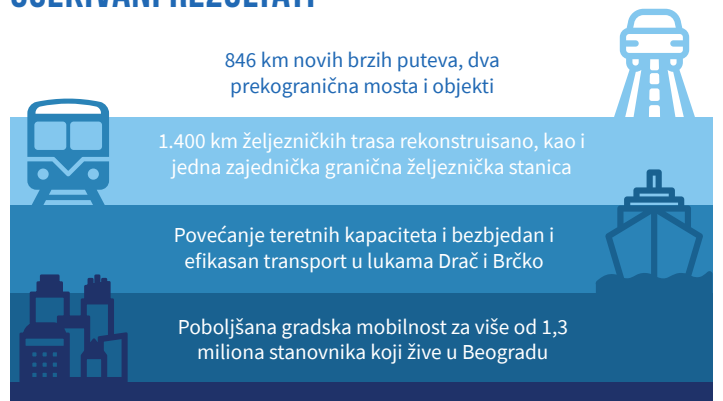 OČEKIVANI REZULTATI
846 km novih brzih puteva, dva
prekogranična mosta i objekti
1.400 km željezničkih trasa rekonstruisano, kao i
jedna zajednička granična željeznička stanica
Povećanje teretnih kapaciteta i bezbjedan i
efikasan transport u lukama Drač i Brčko
Poboljšana gradska mobilnost za više od 1,3
miliona stanovnika koji žive u Beogradu